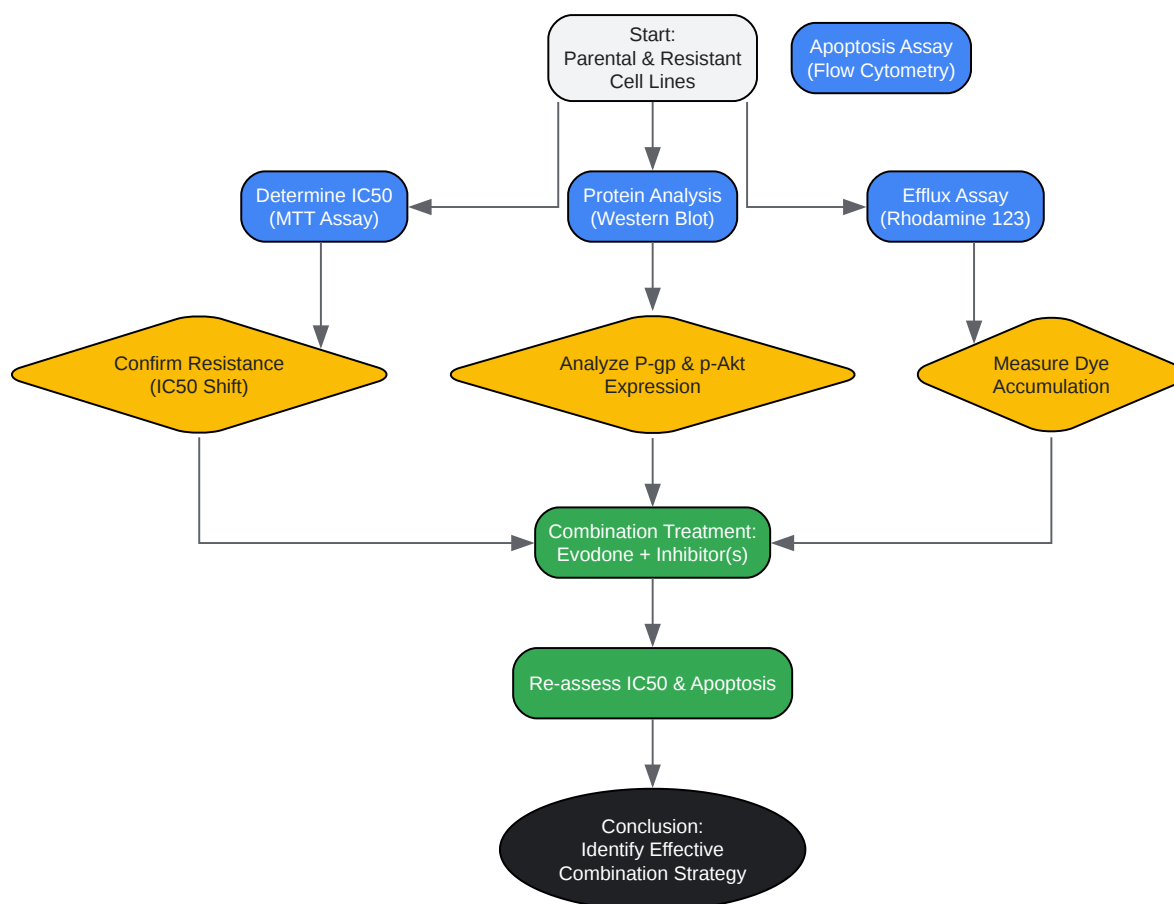 Start:
Parental & Resistant
Cell Lines
Apoptosis Assay
(Flow Cytometry)
Determine IC50
(MTT Assay)
Protein Analysis
(Western Blot)
Efflux Assay
(Rhodamine 123)
Confirm Resistance
(IC50 Shift)
Analyze P-gp & p-Akt
Expression
Measure Dye
Accumulation
Combination Treatment:
Evodone + Inhibitor(s)
Re-assess IC50 & Apoptosis
Conclusion:
Identify Effective
Combination Strategy